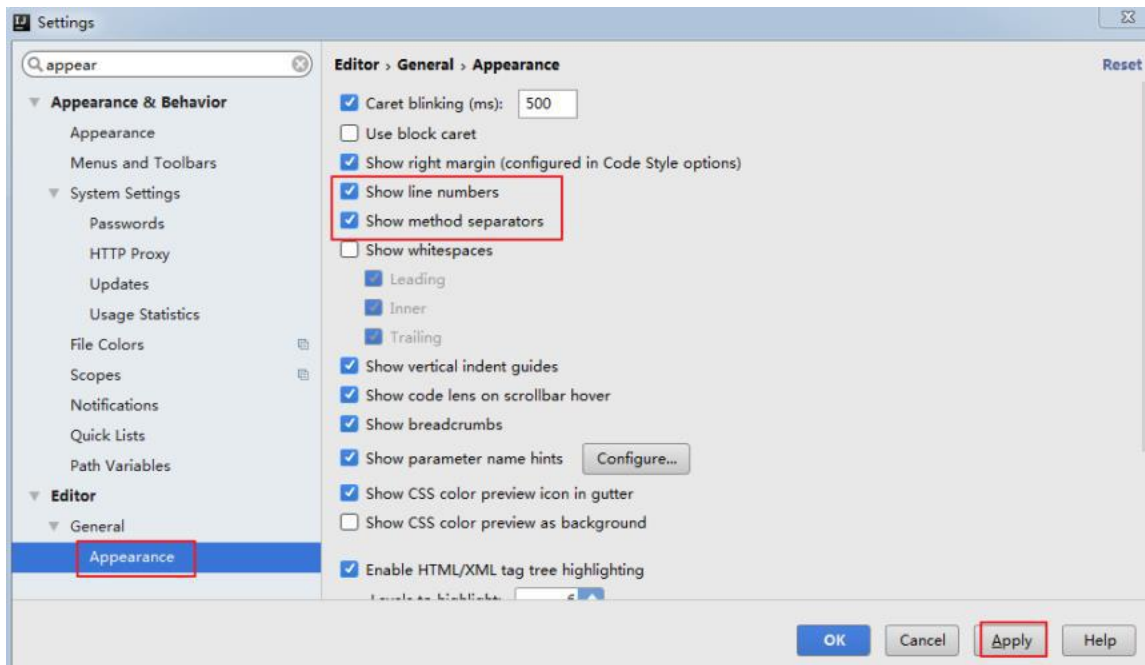 Settings
appear
Appearance & Behavior
Appearance
Menus and Toolbars
System Settings
Passwords
HTTP Proxy
Updates
Usage Statistics
File Colors
Scopes
Notifications
Quick Lists
Path Variables
Editor
General
Appearance
Editor › General › Appearance
Reset
Caret blinking (ms): 500
Use block caret
Show right margin (configured in Code Style options)
Show line numbers
Show method separators
Show whitespaces
Leading
Inner
Trailing
Show vertical indent guides
Show code lens on scrollbar hover
Show breadcrumbs
Show parameter name hints Configure...
Show CSS color preview icon in gutter
Show CSS color preview as background
Enable HTML/XML tag tree highlighting
Levels to highlight: 6
OK Cancel Apply Help